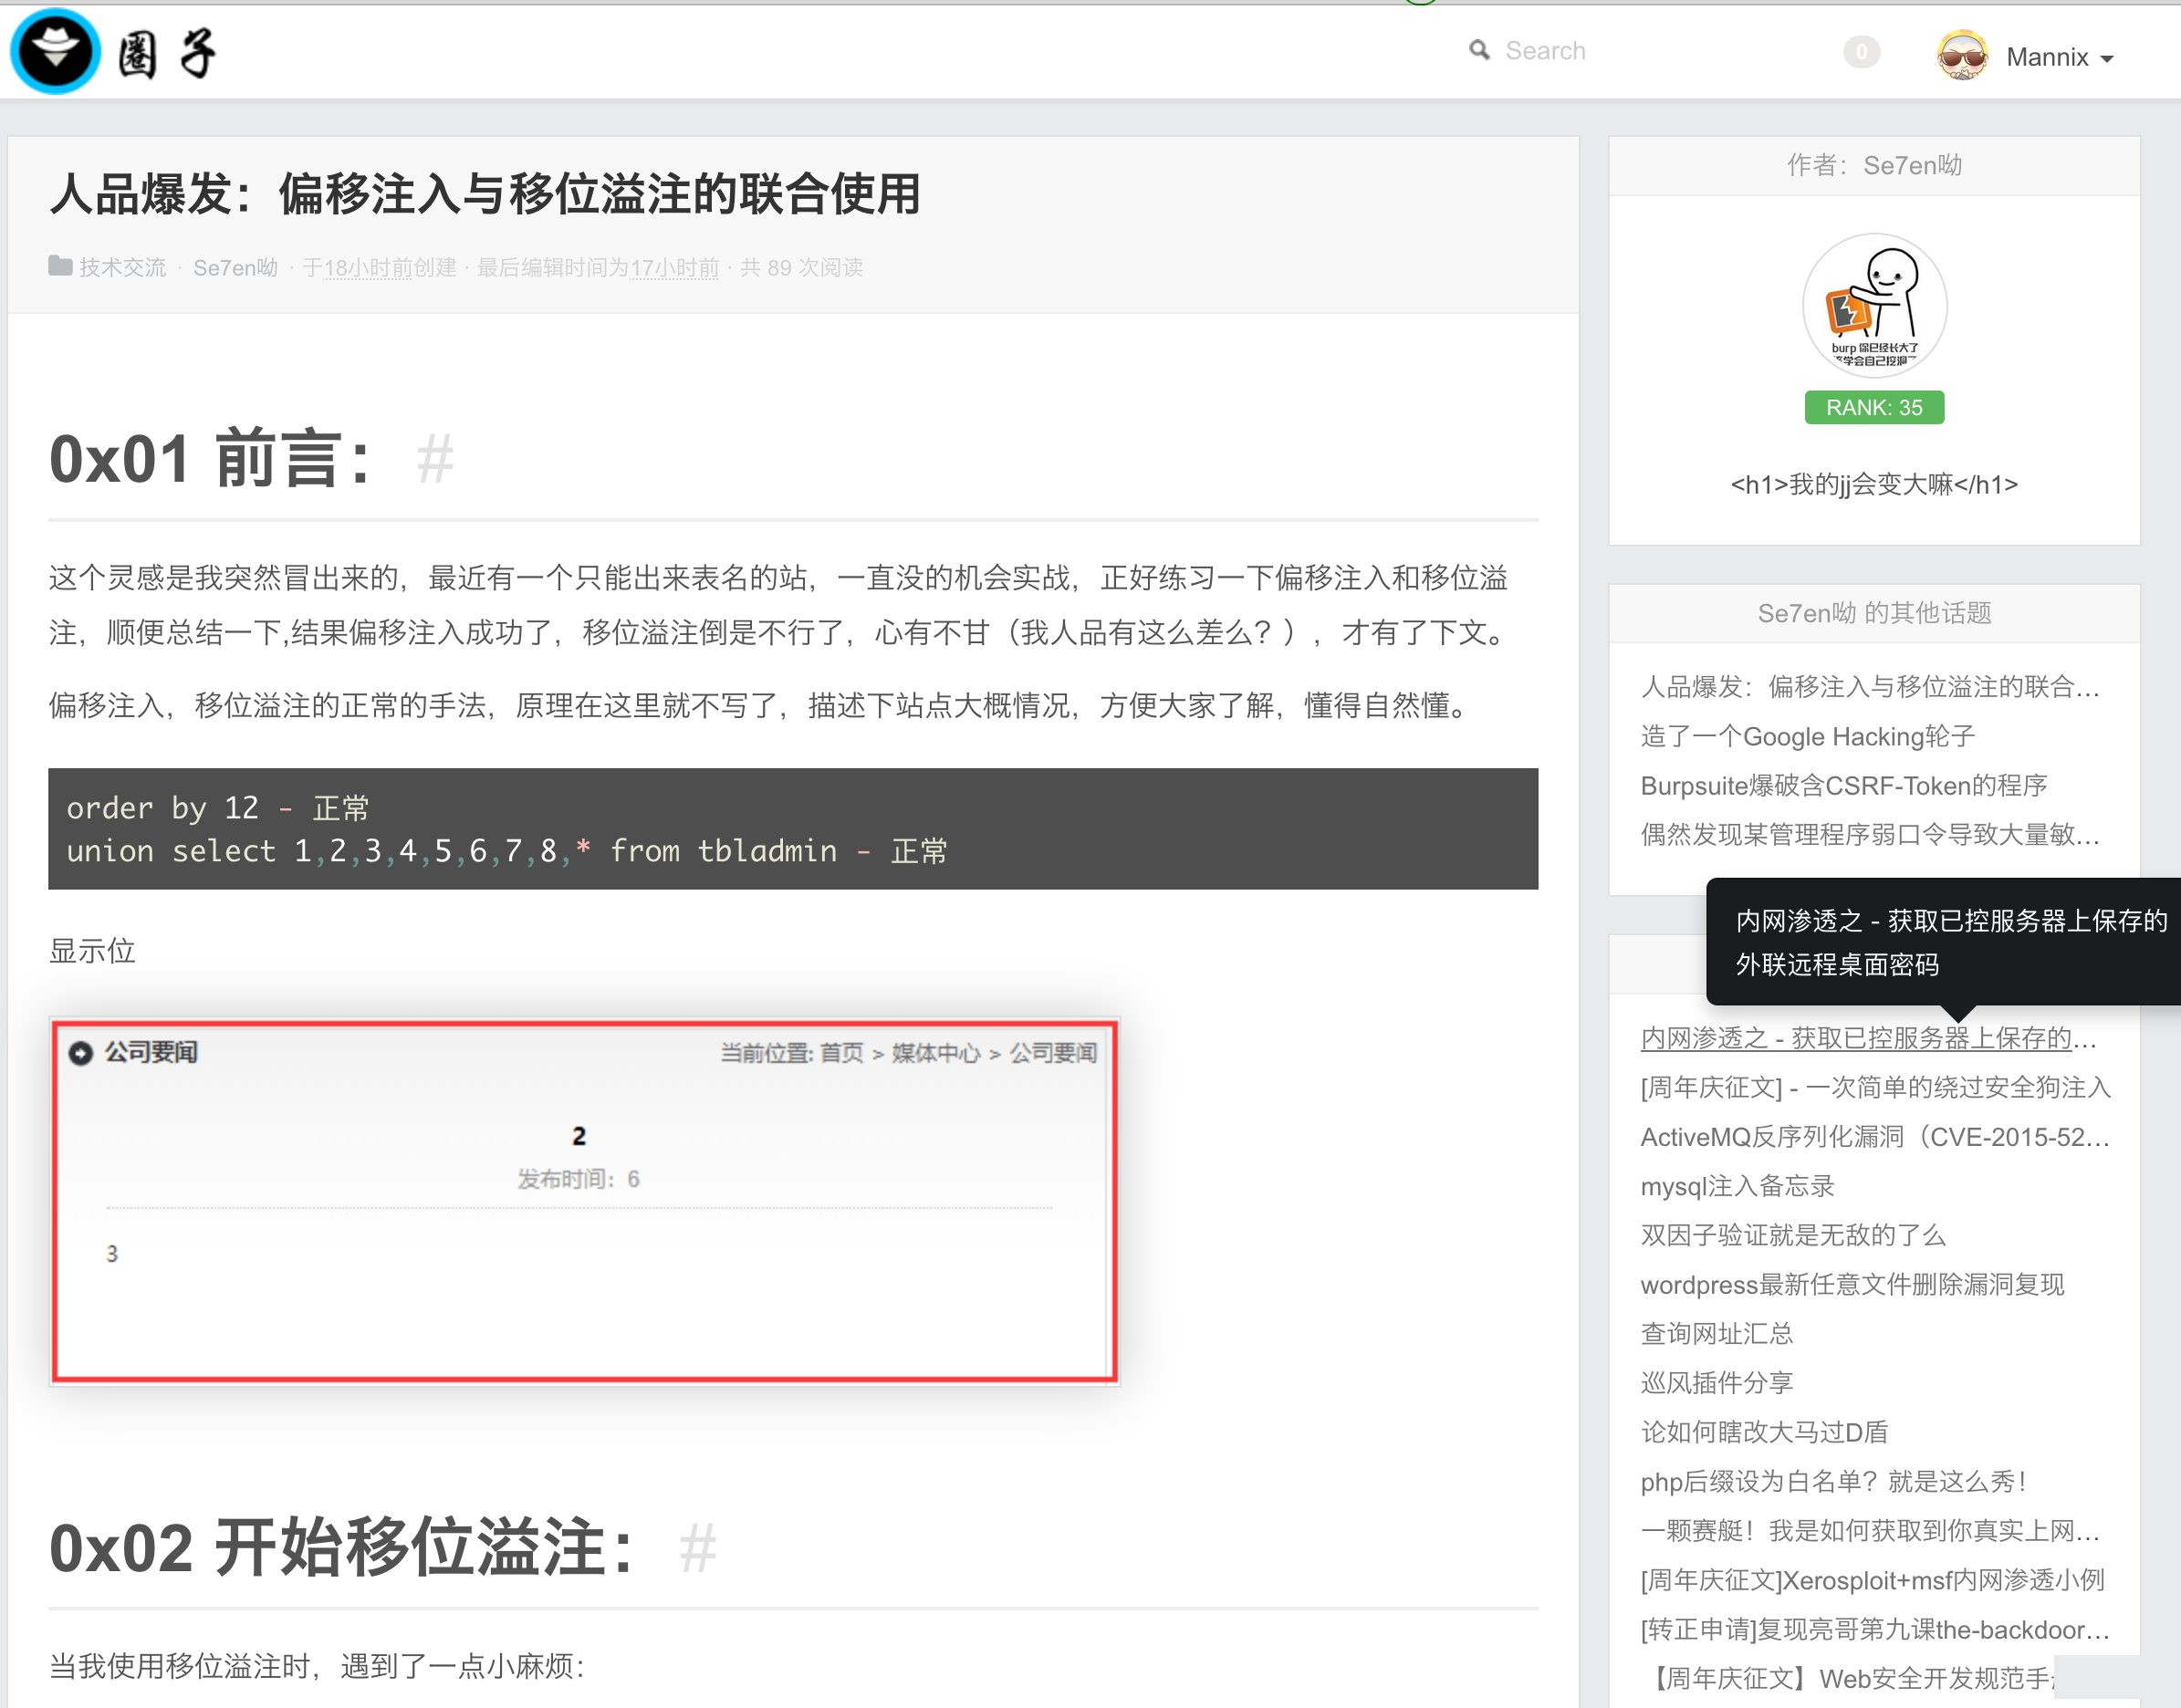 圈子
Search
0
Mannix
人品爆发：偏移注入与移位溢注的联合使用
技术交流 · Se7en呦 · 于18小时前创建 · 最后编辑时间为17小时前 · 共 89 次阅读
0x01 前言： #
这个灵感是我突然冒出来的，最近有一个只能出来表名的站，一直没的机会实战，正好练习一下偏移注入和移位溢
注，顺便总结一下,结果偏移注入成功了，移位溢注倒是不行了，心有不甘（我人品有这么差么？），才有了下文。
偏移注入，移位溢注的正常的手法，原理在这里就不写了，描述下站点大概情况，方便大家了解，懂得自然懂。
order by 12 - 正常
union select 1,2,3,4,5,6,7,8,* from tbladmin - 正常
显示位
公司要闻
当前位置: 首页 > 媒体中心 > 公司要闻
2
发布时间：6
3
0x02 开始移位溢注： #
当我使用移位溢注时，遇到了一点小麻烦：
作者：Se7en呦
burp 你已经长大了
该学会自己挖洞了
RANK: 35
<h1>我的jj会变大嘛</h1>
Se7en呦 的其他话题
人品爆发：偏移注入与移位溢注的联合...
造了一个Google Hacking轮子
Burpsuite爆破含CSRF-Token的程序
偶然发现某管理程序弱口令导致大量敏...
内网渗透之 - 获取已控服务器上保存的
外联远程桌面密码
内网渗透之 - 获取已控服务器上保存的...
[周年庆征文] - 一次简单的绕过安全狗注入
ActiveMQ反序列化漏洞（CVE-2015-52...
mysql注入备忘录
双因子验证就是无敌的了么
wordpress最新任意文件删除漏洞复现
查询网址汇总
巡风插件分享
论如何瞎改大马过D盾
php后缀设为白名单？就是这么秀！
一颗赛艇！我是如何获取到你真实上网...
[周年庆征文]Xerosploit+msf内网渗透小例
[转正申请]复现亮哥第九课the-backdoor...
【周年庆征文】Web安全开发规范手